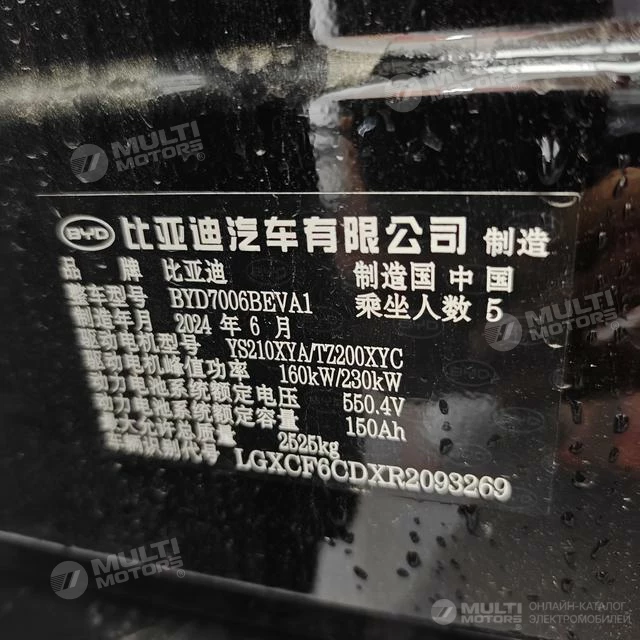 BYD 比亚迪汽车有限公司 制造
品 牌 比亚迪 制造国 中国
整车型号 BYD7006BEVA1 乘坐人数 5
制造年月 2024 年 6 月
驱动电机型号 YS210XYA/TZ200XYC
驱动电机峰值功率 160kW/230kW
动力电池系统额定电压 550.4V
动力电池系统额定容量 150Ah
最大允许总质量 2525kg
车辆识别代号 LGXCF6CDXR2093269
MULTI MOTORS
MULTI MOTORS
MULTI MOTORS ОНЛАЙН-КАТАЛОГ ЭЛЕКТРОМОБИЛЕЙ